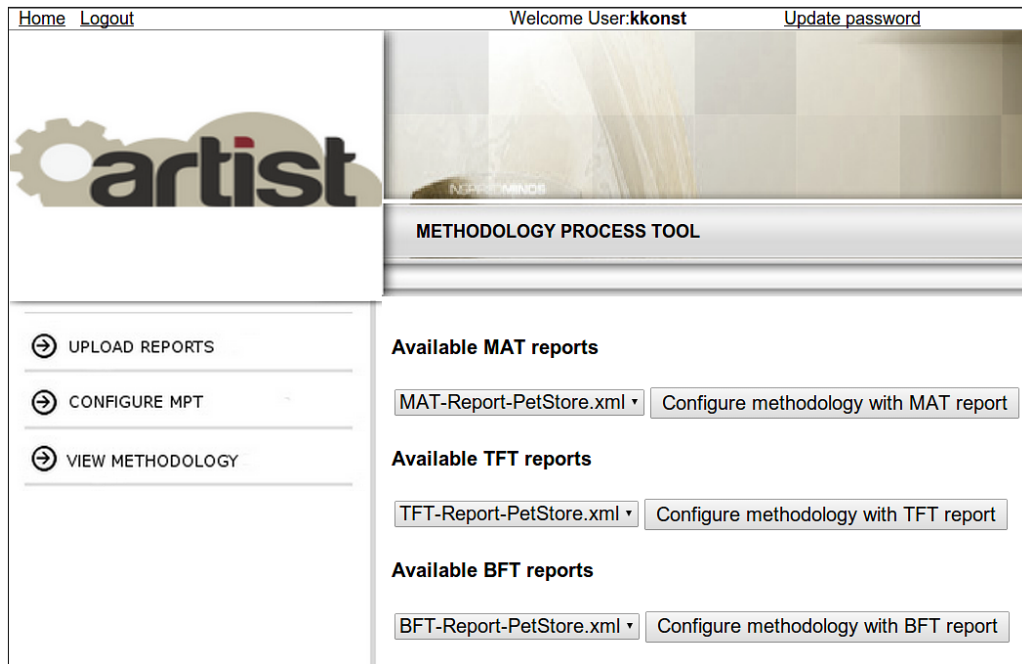 Home Logout Welcome User:kkonst Update password
artist
INSPIRED MINDS
METHODOLOGY PROCESS TOOL
UPLOAD REPORTS
CONFIGURE MPT
VIEW METHODOLOGY
Available MAT reports
MAT-Report-PetStore.xml Configure methodology with MAT report
Available TFT reports
TFT-Report-PetStore.xml Configure methodology with TFT report
Available BFT reports
BFT-Report-PetStore.xml Configure methodology with BFT report